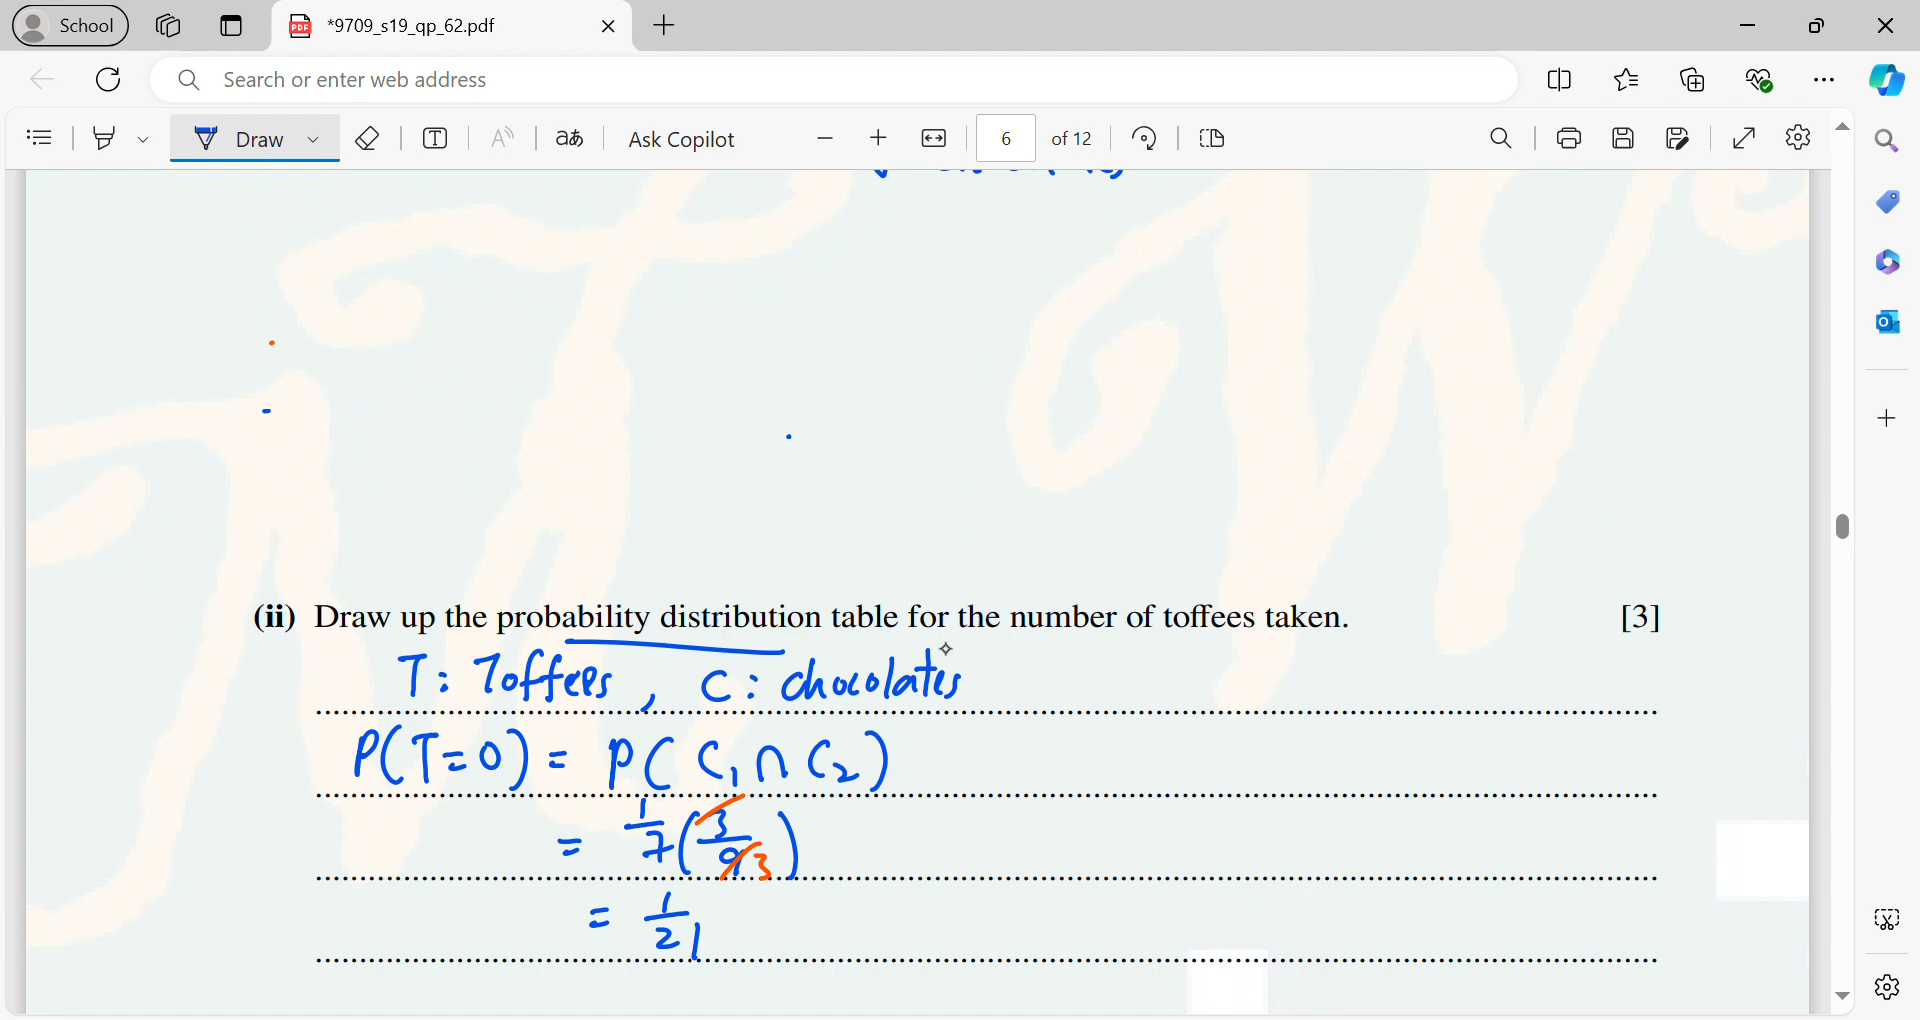 School
*9709_s19_qp_62.pdf
Search or enter web address
Draw
aあ
Ask Copilot
6 of 12
(ii) Draw up the probability distribution table for the number of toffees taken. [3]
T: Toffees, C: chocolates
P(T=0) = P(C₁∩C₂)
= 1/7 (3/9 3)
= 1/21